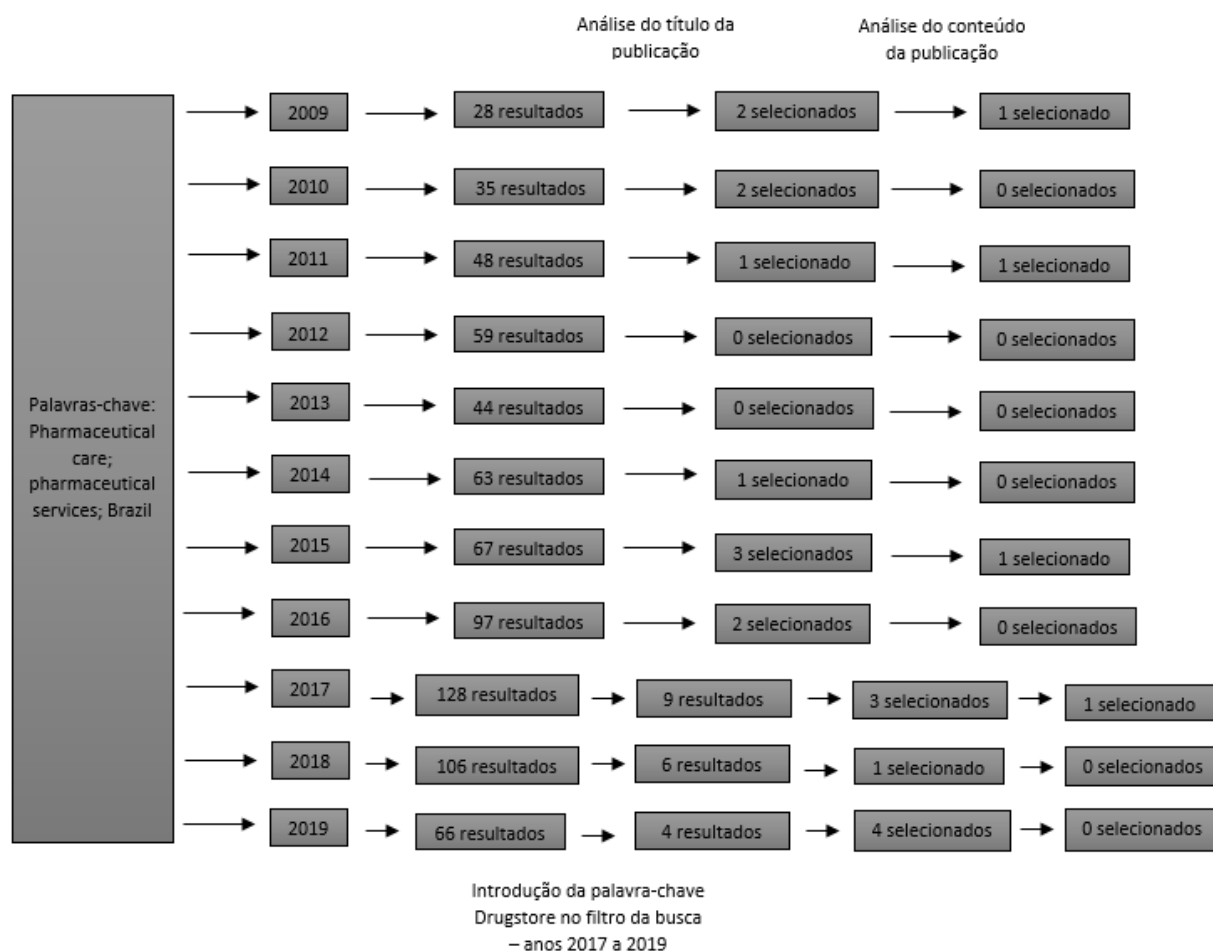 Análise do título da
publicação
Análise do conteúdo
da publicação
Palavras-chave:
Pharmaceutical
care;
pharmaceutical
services; Brazil
2009
28 resultados
2 selecionados
1 selecionado
2010
35 resultados
2 selecionados
0 selecionados
2011
48 resultados
1 selecionado
1 selecionado
2012
59 resultados
0 selecionados
0 selecionados
2013
44 resultados
0 selecionados
0 selecionados
2014
63 resultados
1 selecionado
0 selecionados
2015
67 resultados
3 selecionados
1 selecionado
2016
97 resultados
2 selecionados
0 selecionados
2017
128 resultados
9 resultados
3 selecionados
1 selecionado
2018
106 resultados
6 resultados
1 selecionado
0 selecionados
2019
66 resultados
4 resultados
4 selecionados
0 selecionados
Introdução da palavra-chave
Drugstore no filtro da busca
– anos 2017 a 2019